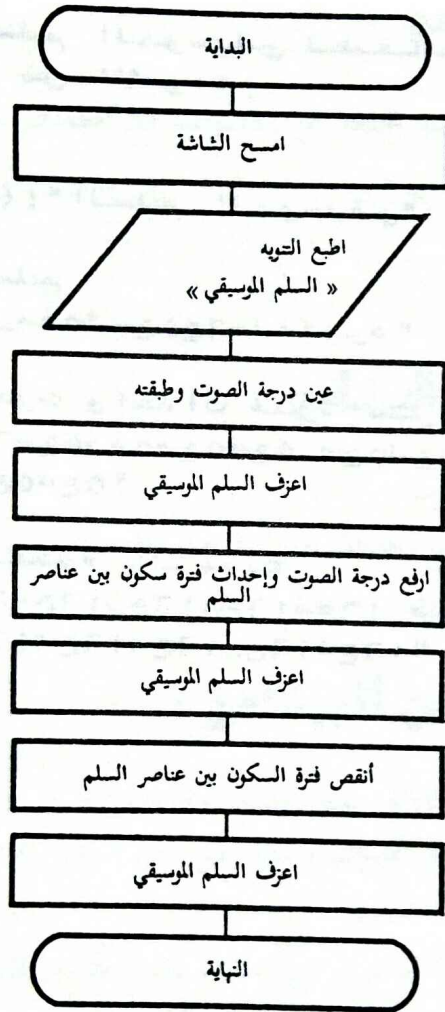 البداية
امسح الشاشة
اطبع التنويه
« السلم الموسيقي »
عين درجة الصوت وطبقته
اعزف السلم الموسيقي
ارفع درجة الصوت وإحداث فترة سكون بين عناصر
السلم
اعزف السلم الموسيقي
أنقص فترة السكون بين عناصر السلم
اعزف السلم الموسيقي
النهاية